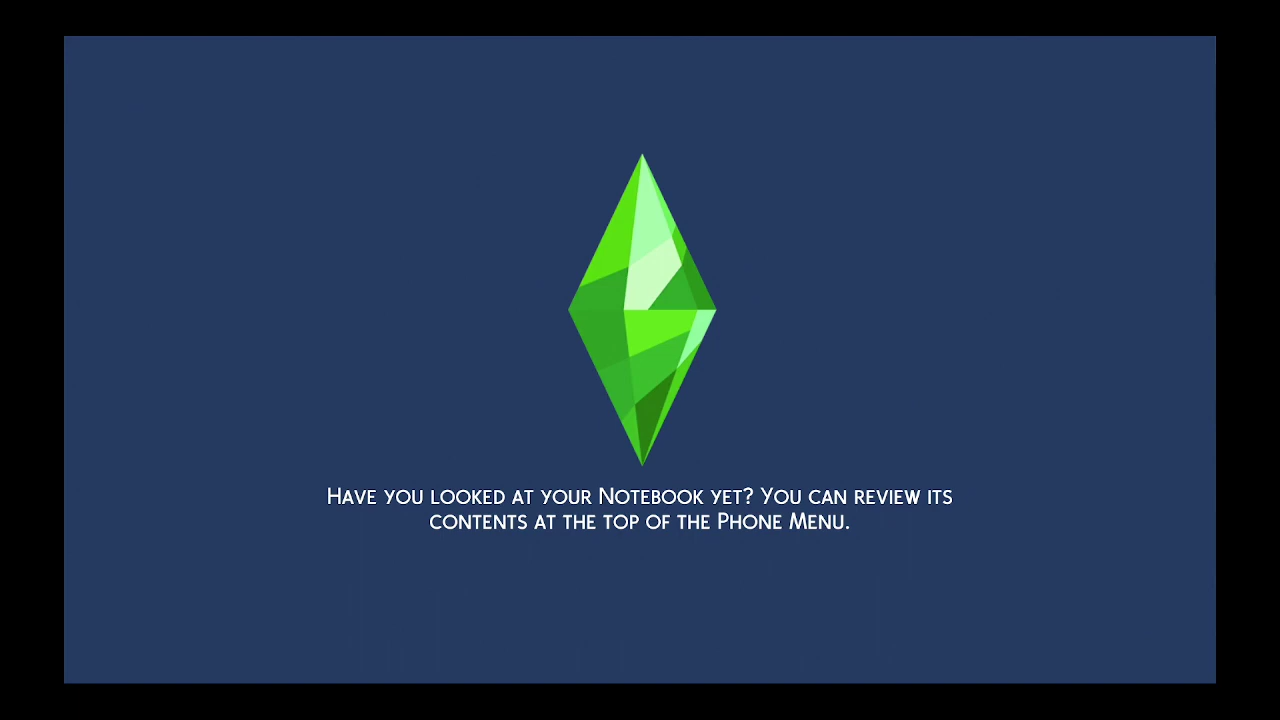 Have you looked at your Notebook yet? You can review its
contents at the top of the Phone Menu.